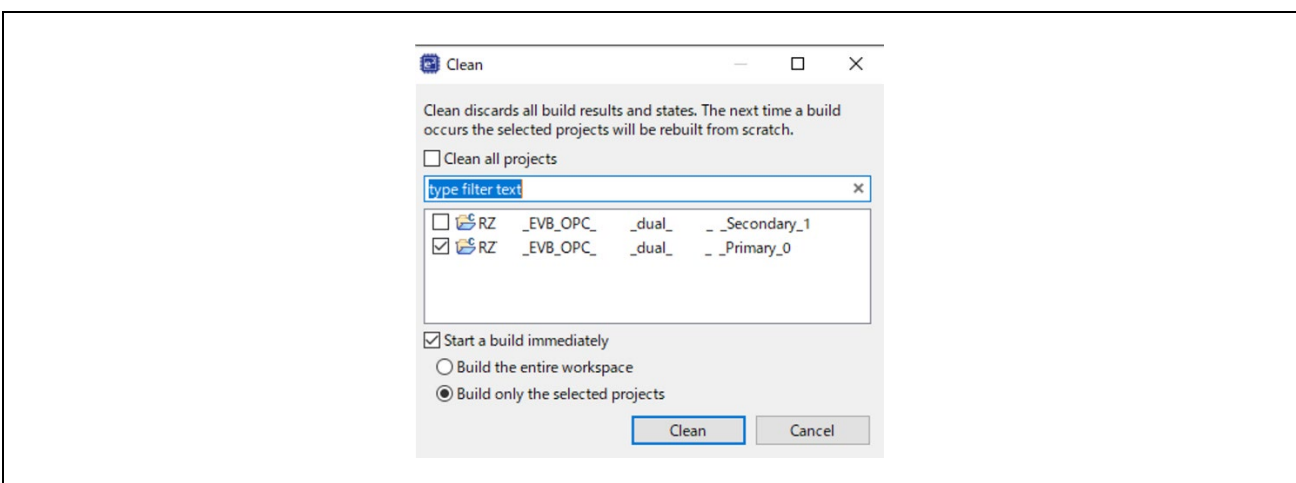 Clean
Clean discards all build results and states. The next time a build
occurs the selected projects will be rebuilt from scratch.
Clean all projects
type filter text
RZ _EVB_OPC_ _dual_ _ _Secondary_1
RZ _EVB_OPC_ _dual_ _ _Primary_0
Start a build immediately
Build the entire workspace
Build only the selected projects
Clean Cancel